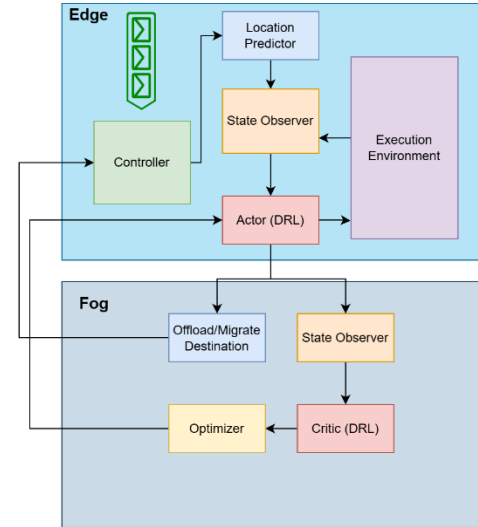 Edge
Location
Predictor
State Observer
Controller
Execution
Environment
Actor (DRL)
Fog
Offload/Migrate
Destination
State Observer
Optimizer
Critic (DRL)